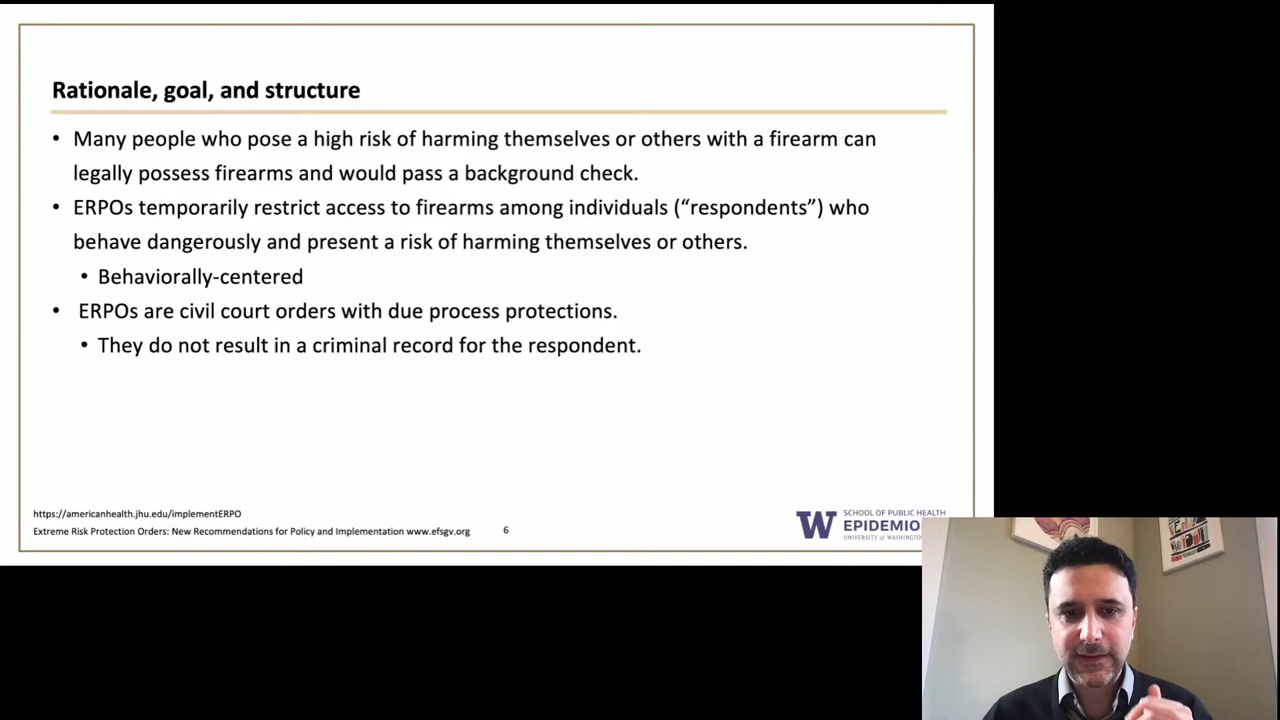 Rationale, goal, and structure
• Many people who pose a high risk of harming themselves or others with a firearm can
legally possess firearms and would pass a background check.
• ERPOs temporarily restrict access to firearms among individuals (“respondents”) who
behave dangerously and present a risk of harming themselves or others.
• Behaviorally-centered
• ERPOs are civil court orders with due process protections.
• They do not result in a criminal record for the respondent.
https://americanhealth.jhu.edu/implementERPO
Extreme Risk Protection Orders: New Recommendations for Policy and Implementation www.efsgv.org
6
W
SCHOOL OF PUBLIC HEALTH
EPIDEMIO
UNIVERSITY of WASHINGTON